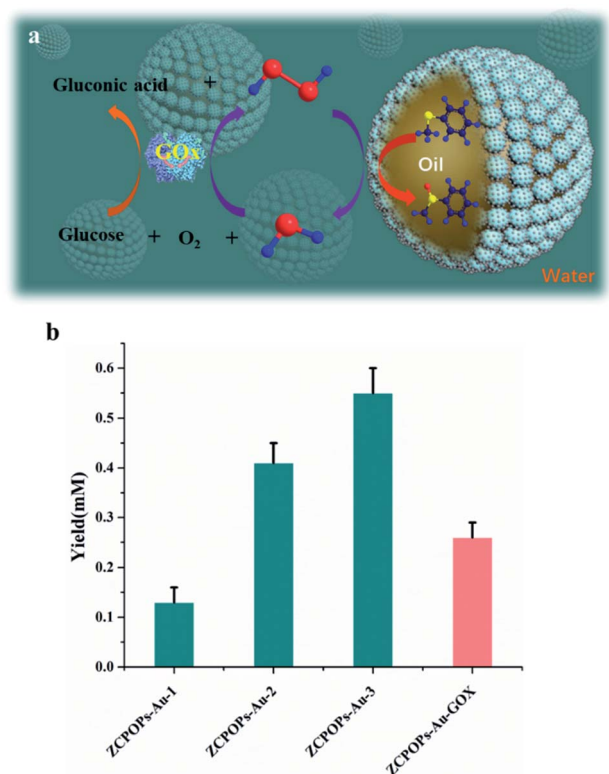 a
Gluconic acid +
GOx
Oil
Glucose + O₂ +
Water
b
0.6
0.5
0.4
0.3
0.2
0.1
0.0
Yield(mM)
ZCPOPs-Au-1
ZCPOPs-Au-2
ZCPOPs-Au-3
ZCPOPs-Au-GOX